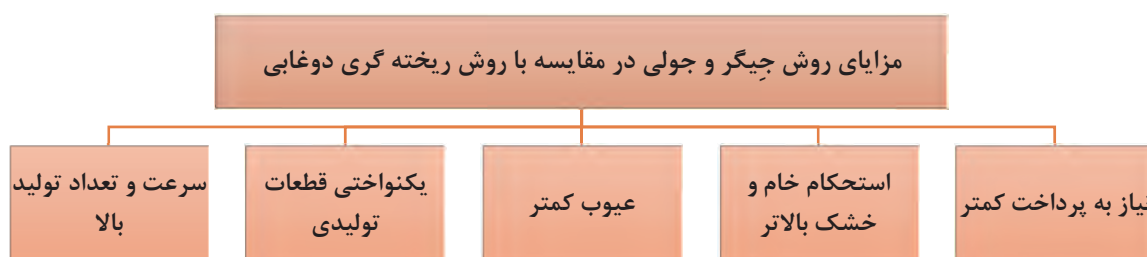 مزایای روش جِیگر و جولی در مقایسه با روش ریخته گری دوغابی
نیاز به پرداخت کمتر
استحکام خام و
خشک بالاتر
عیوب کمتر
یکنواختی قطعات
تولیدی
سرعت و تعداد تولید
بالا